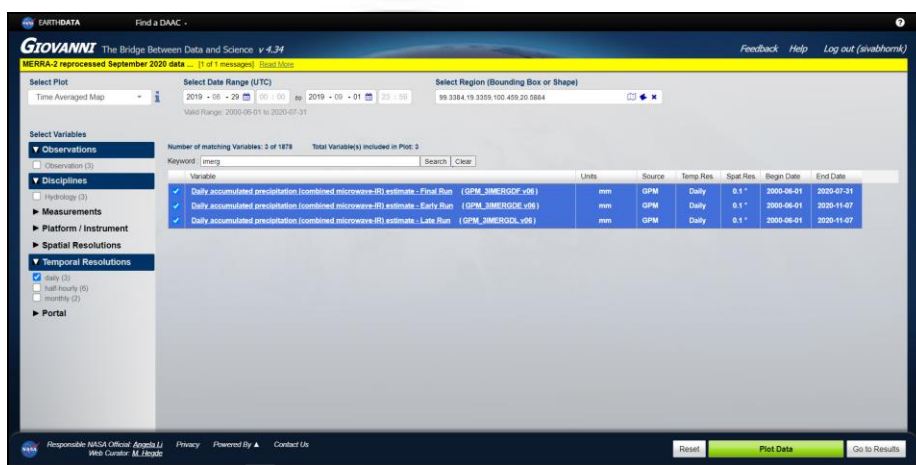 EARTHDATA Find a DAAC
GIOVANNI The Bridge Between Data and Science v 4.34 Feedback Help Log out (sivabhornk)
MERRA-2 reprocessed September 2020 data ... [1 of 1 messages] Read More
Select Plot Select Date Range (UTC) Select Region (Bounding Box or Shape)
Time Averaged Map 2019 - 08 - 29 00 : 00 to 2019 - 09 - 01 23 : 59 99.3384,19.3359,100.459,20.5884
Valid Range: 2000-06-01 to 2020-07-31
Select Variables
Observations
Observation (3)
Disciplines
Hydrology (3)
Measurements
Platform / Instrument
Spatial Resolutions
Temporal Resolutions
daily (3)
half-hourly (6)
monthly (2)
Portal
Number of matching Variables: 3 of 1878 Total Variable(s) included in Plot: 3
Keyword : imerg Search Clear
Variable Units Source Temp.Res. Spat.Res. Begin Date End Date
Daily accumulated precipitation (combined microwave-IR) estimate - Final Run (GPM_3IMERGDF v06) mm GPM Daily 0.1 ° 2000-06-01 2020-07-31
Daily accumulated precipitation (combined microwave-IR) estimate - Early Run (GPM_3IMERGDE v06) mm GPM Daily 0.1 ° 2000-06-01 2020-11-07
Daily accumulated precipitation (combined microwave-IR) estimate - Late Run (GPM_3IMERGDL v06) mm GPM Daily 0.1 ° 2000-06-01 2020-11-07
Responsible NASA Official: Angela Li Privacy Powered By Contact Us
Web Curator: M. Hegde
Reset Plot Data Go to Results